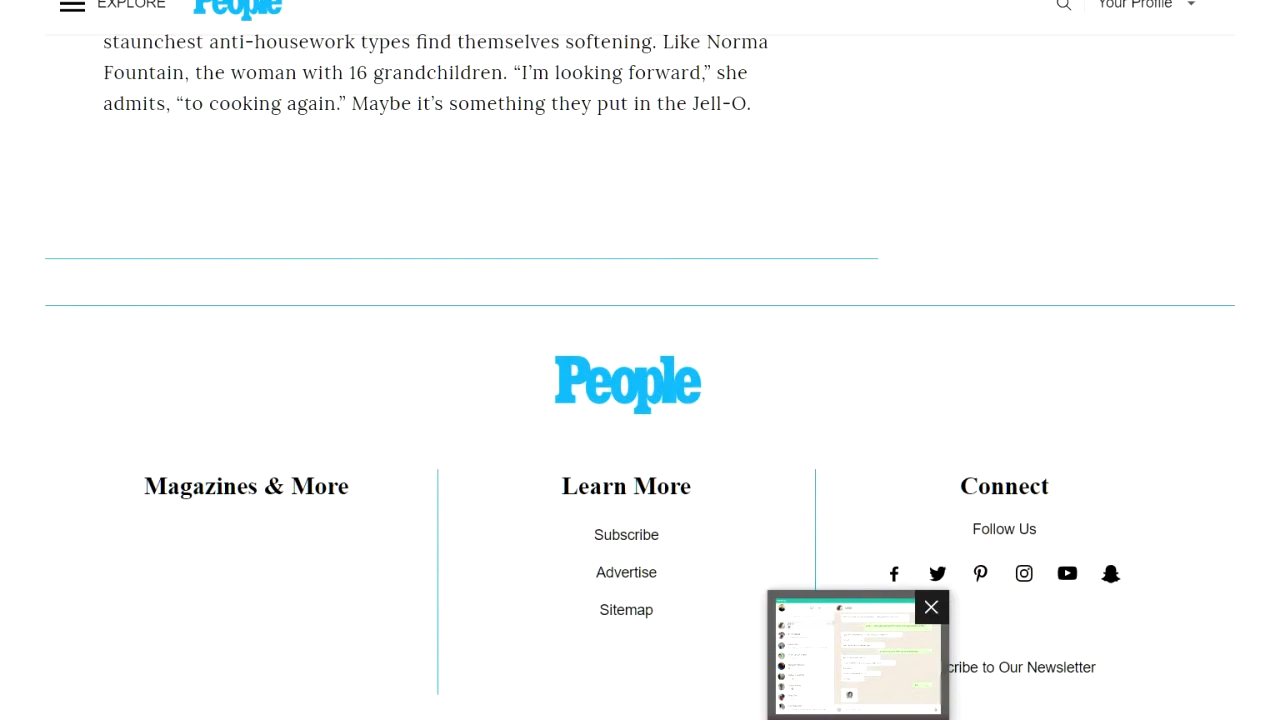 EXPLORE
People
Your Profile
staunchest anti-housework types find themselves softening. Like Norma
Fountain, the woman with 16 grandchildren. “I’m looking forward,” she
admits, “to cooking again.” Maybe it’s something they put in the Jell-O.
People
Magazines & More
Learn More
Subscribe
Advertise
Sitemap
Connect
Follow Us
to Our Newsletter